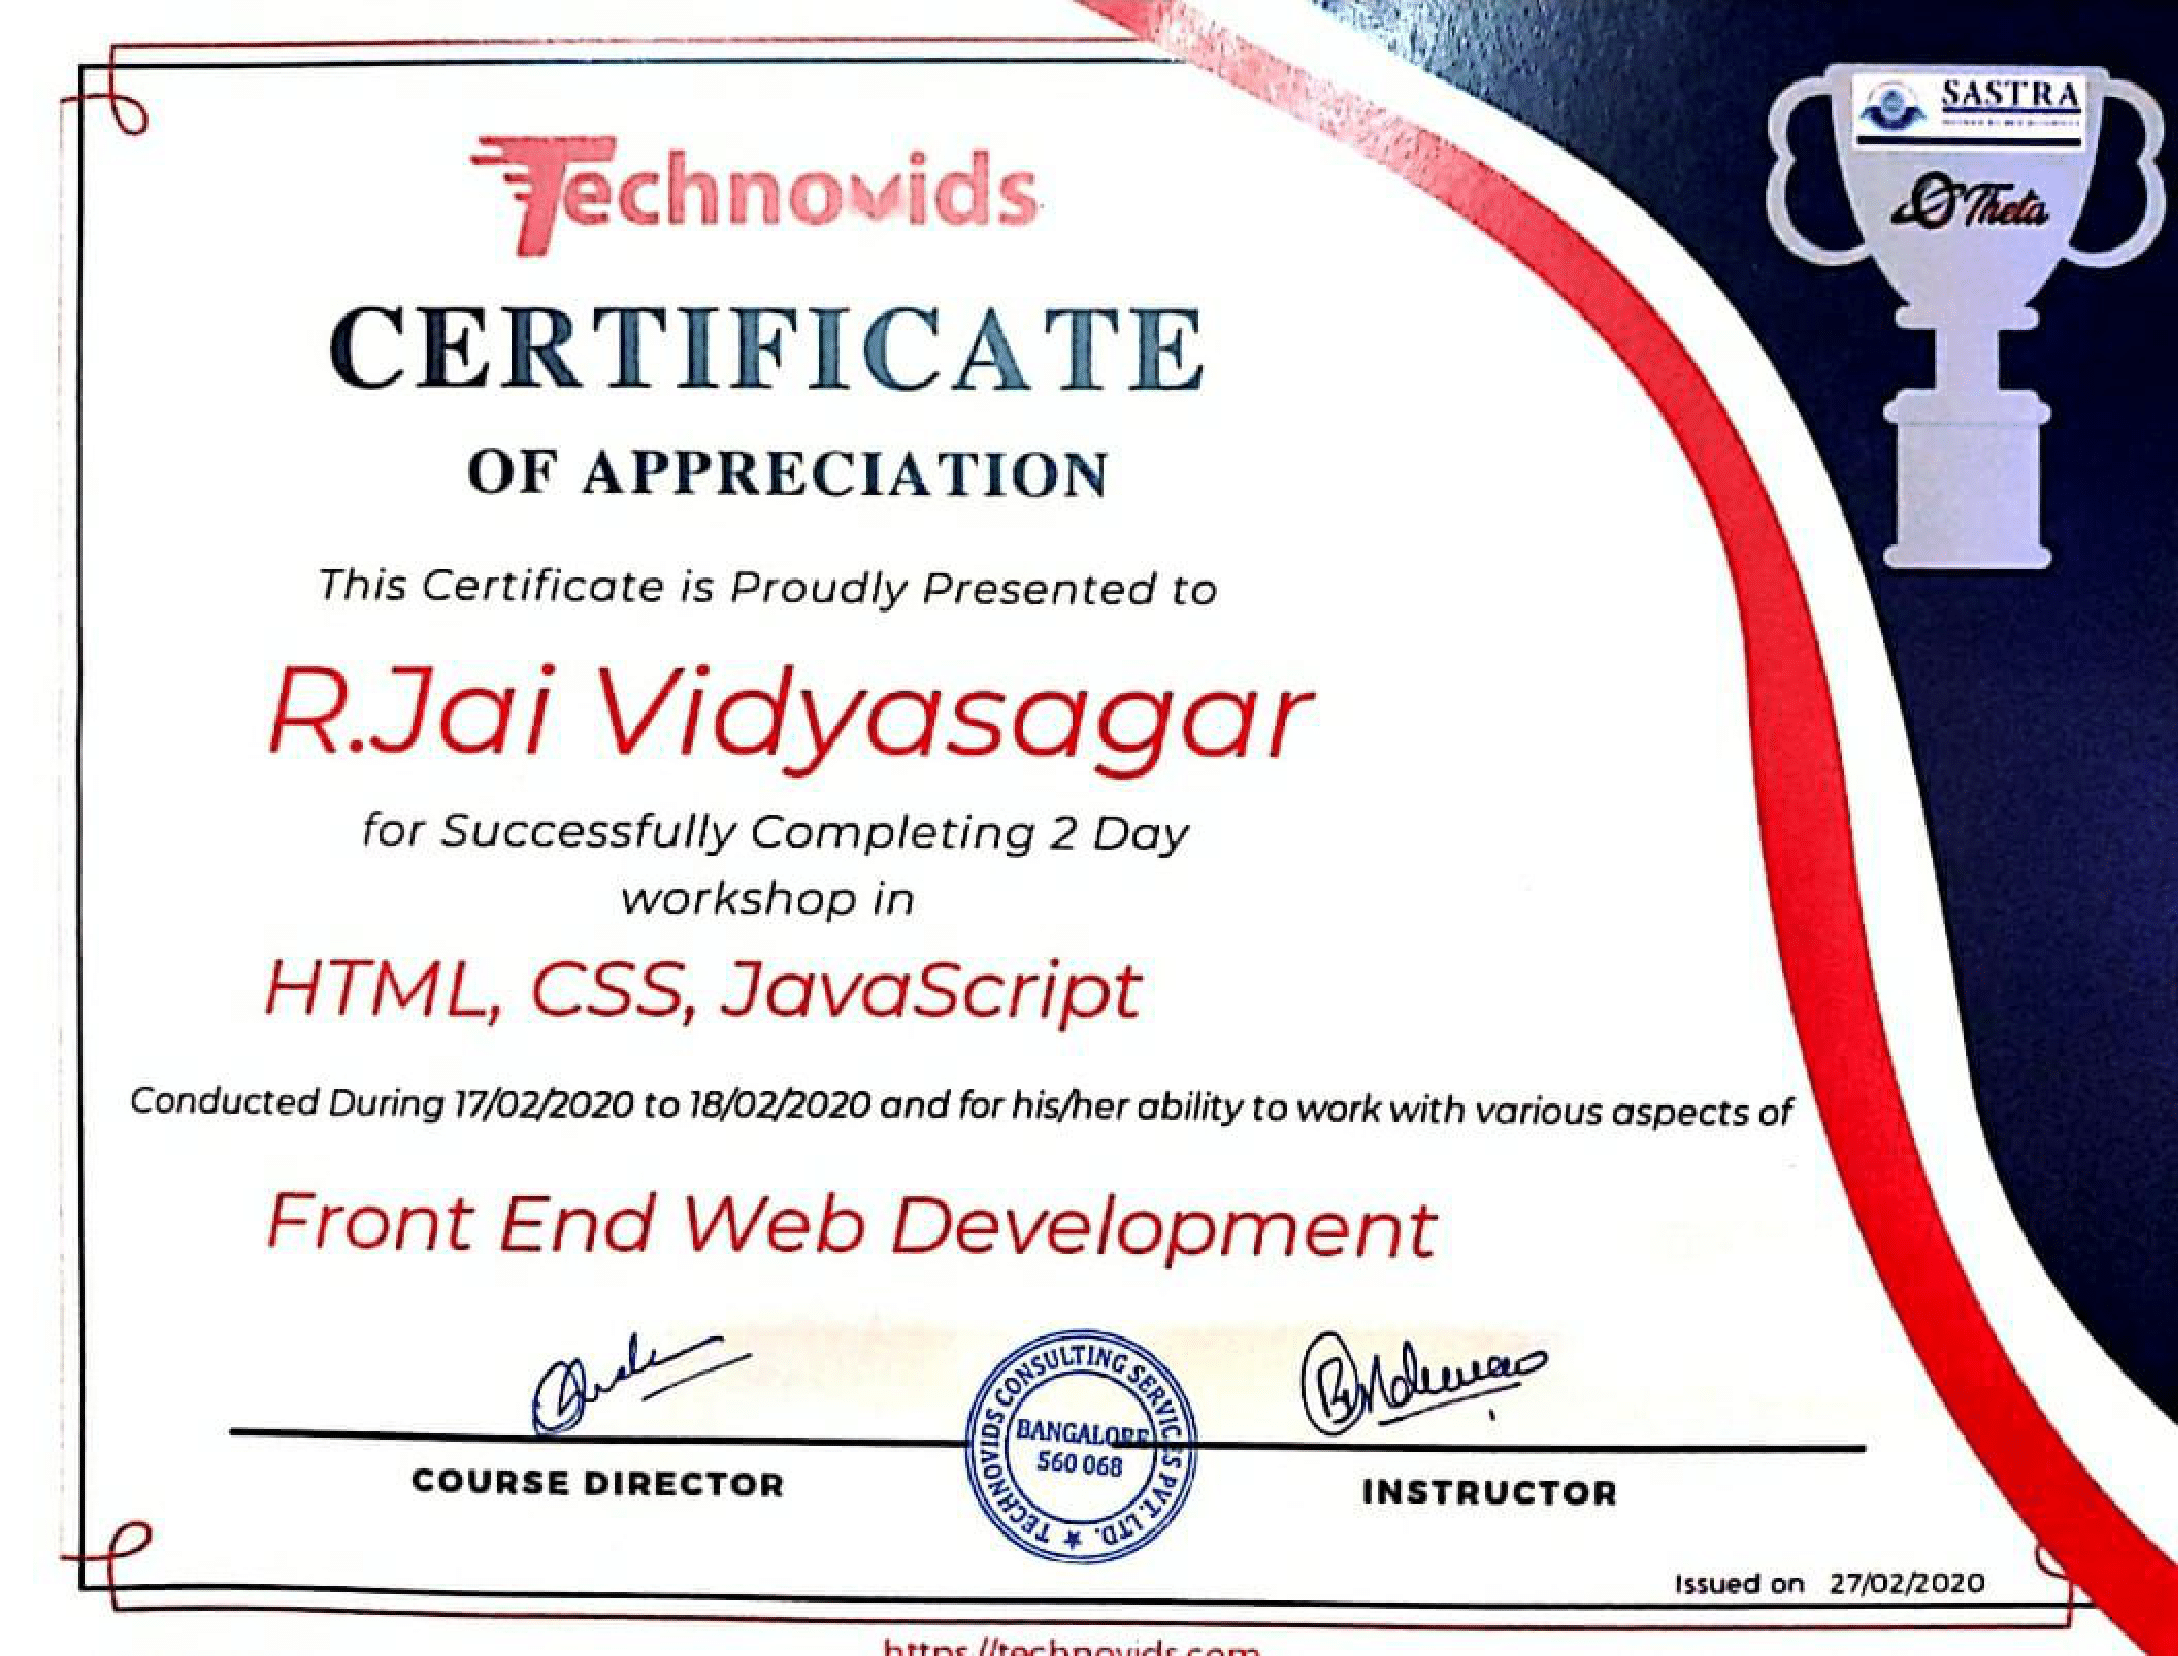 SASTRA
Theta
Technovids
CERTIFICATE
OF APPRECIATION
This Certificate is Proudly Presented to
R.Jai Vidyasagar
for Successfully Completing 2 Day
workshop in
HTML, CSS, JavaScript
Conducted During 17/02/2020 to 18/02/2020 and for his/her ability to work with various aspects of
Front End Web Development
TECHNOVIDS CONSULTING SERVICES PVT. LTD.
BANGALORE
560 068
COURSE DIRECTOR
INSTRUCTOR
Issued on 27/02/2020
https://technovids.com